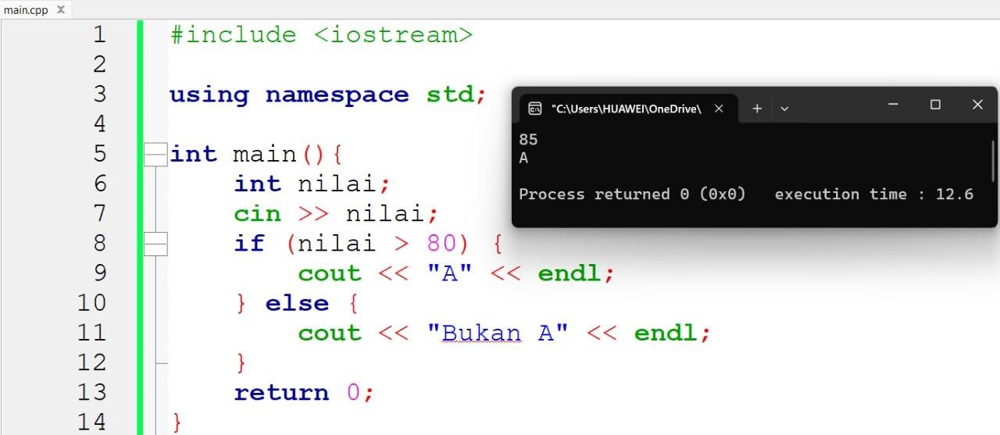 main.cpp X
1 #include <iostream>
2
3 using namespace std;
4
5 int main(){
6 int nilai;
7 cin >> nilai;
8 if (nilai > 80) {
9 cout << "A" << endl;
10 } else {
11 cout << "Bukan A" << endl;
12 }
13 return 0;
14 }
"C:\Users\HUAWEI\OneDrive\
85
A
Process returned 0 (0x0) execution time : 12.6